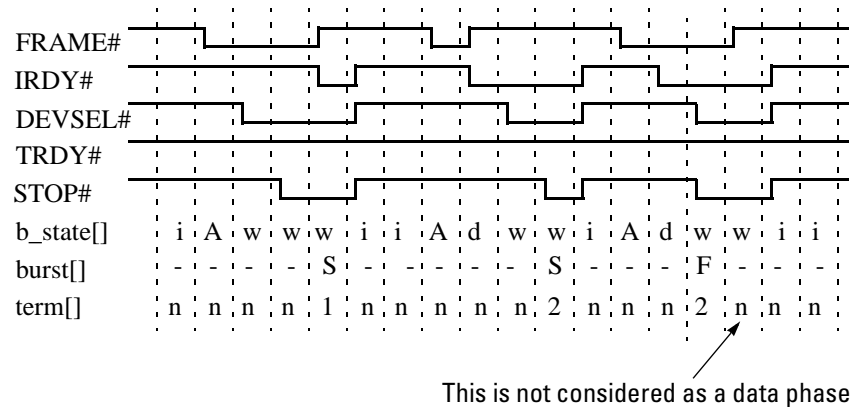 FRAME#
IRDY#
DEVSEL#
TRDY#
STOP#
b_state[] i A w w w i i A d w w i A d w w i i
burst[] - - - - S - - - - - S - - - F - - -
term[] n n n n 1 n n n n n 2 n n n 2 n n n
This is not considered as a data phase